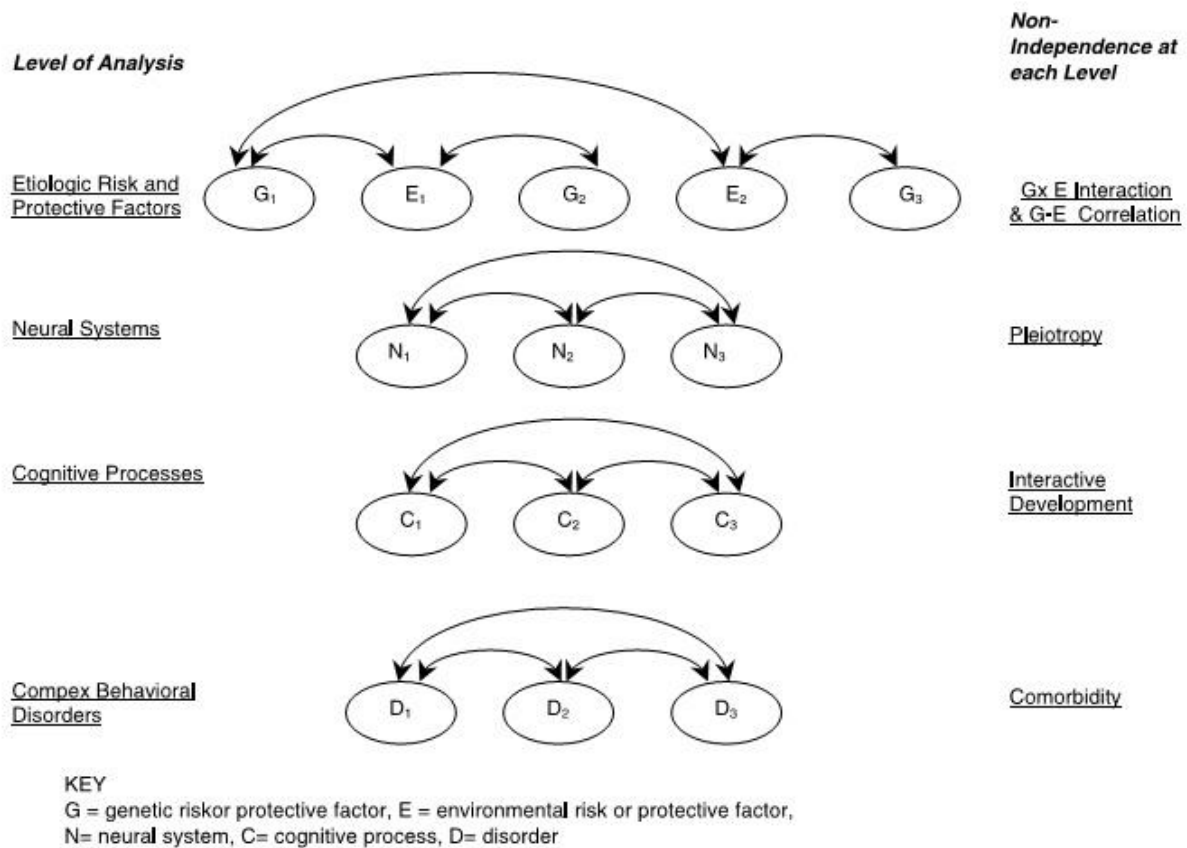 Level of Analysis
Non-
Independence at
each Level
Etiologic Risk and
Protective Factors
G1
E1
G2
E2
G3
Gx E Interaction
& G-E Correlation
Neural Systems
N1
N2
N3
Pleiotropy
Cognitive Processes
C1
C2
C3
Interactive
Development
Compex Behavioral
Disorders
D1
D2
D3
Comorbidity
KEY
G = genetic riskor protective factor, E = environmental risk or protective factor,
N= neural system, C= cognitive process, D= disorder